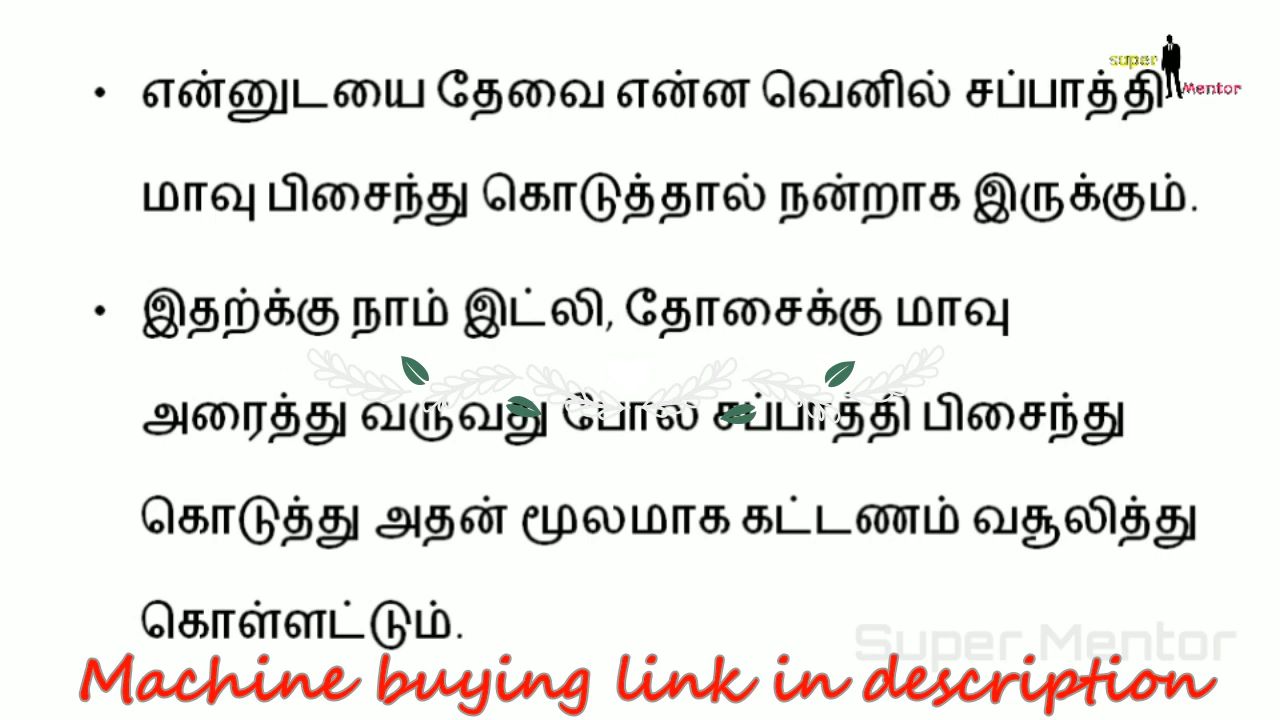 super
Mentor
• என்னுடயை தேவை என்ன வெனில் சப்பாத்தி
மாவு பிசைந்து கொடுத்தால் நன்றாக இருக்கும்.
• இதற்க்கு நாம் இட்லி, தோசைக்கு மாவு
அரைத்து வருவது போல சப்பாத்தி பிசைந்து
கொடுத்து அதன் மூலமாக கட்டணம் வசூலித்து
கொள்ளட்டும்.
Super Mentor
Machine buying link in description